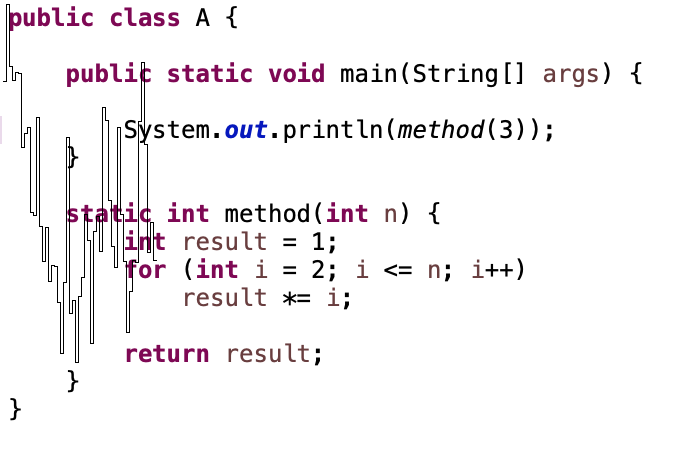 public class A {
public static void main(String[] args) {
System.out.println(method(3));
}
static int method(int n) {
int result = 1;
for (int i = 2; i <= n; i++)
result *= i;
return result;
}
}